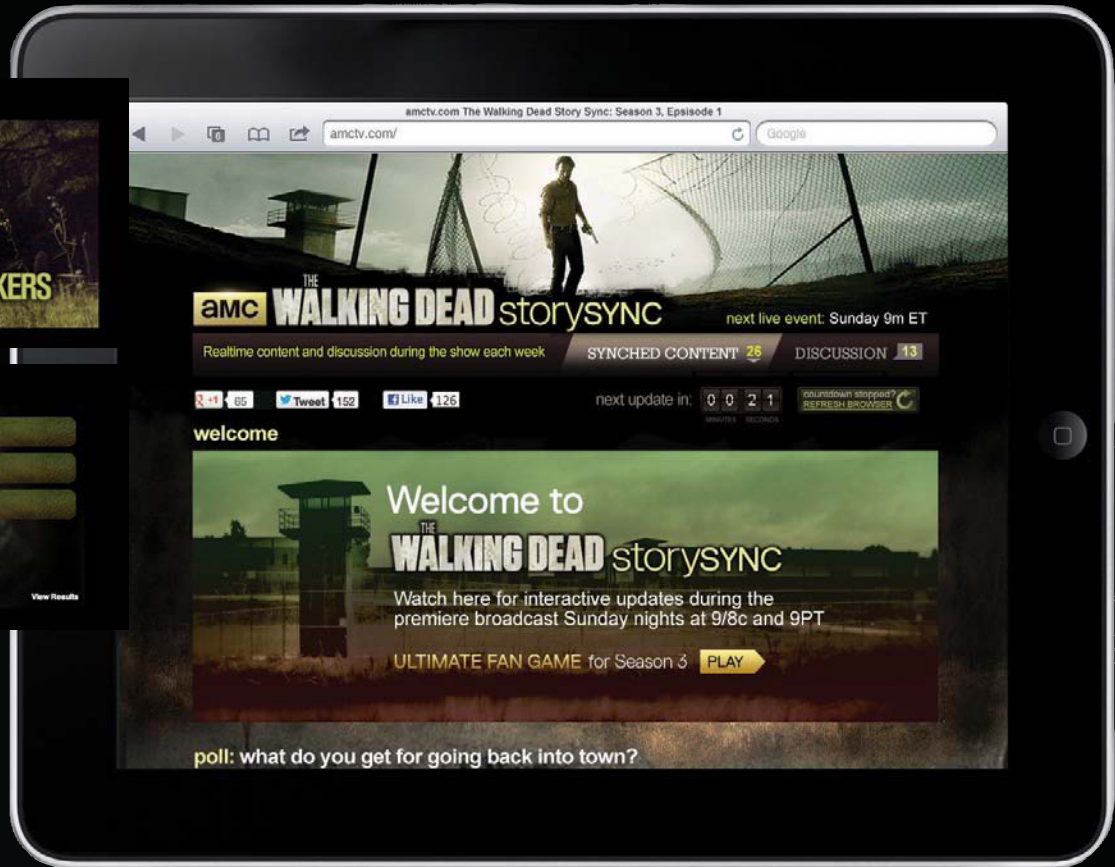 amctv.com The Walking Dead Story Sync: Season 3, Epsisode 1
6
amctv.com/
Google
KERS
THE
amc WALKING DEAD storySYNC
next live event: Sunday 9m ET
Realtime content and discussion during the show each week
SYNCHED CONTENT 26
DISCUSSION 13
+1 65
Tweet 152
Like 126
next update in: 0 0 2 1
MINUTES SECONDS
countdown stopped?
REFRESH BROWSER
welcome
Welcome to
THE
WALKING DEAD storySYNC
Watch here for interactive updates during the
premiere broadcast Sunday nights at 9/8c and 9PT
View Results
ULTIMATE FAN GAME for Season 3 PLAY
poll: what do you get for going back into town?